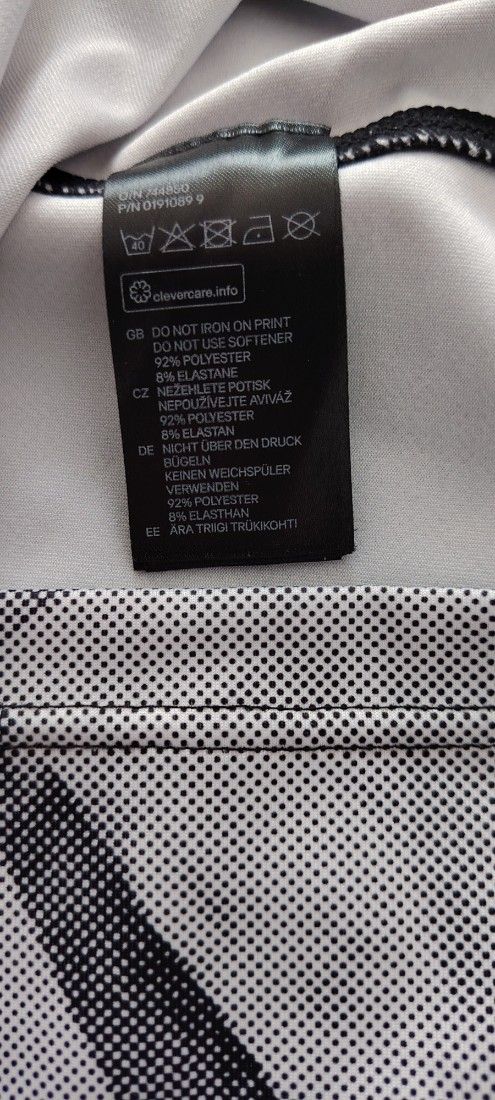 O/N 744850
P/N 0191089 9
40
clevercare.info
GB DO NOT IRON ON PRINT
DO NOT USE SOFTENER
92% POLYESTER
8% ELASTANE
CZ NEŽEHLETE POTISK
NEPOUŽÍVEJTE AVIVÁŽ
92% POLYESTER
8% ELASTAN
DE NICHT ÜBER DEN DRUCK
BÜGELN
KEINEN WEICHSPÜLER
VERWENDEN
92% POLYESTER
8% ELASTHAN
EE ÄRA TRIIGI TRÜKIKOHTI